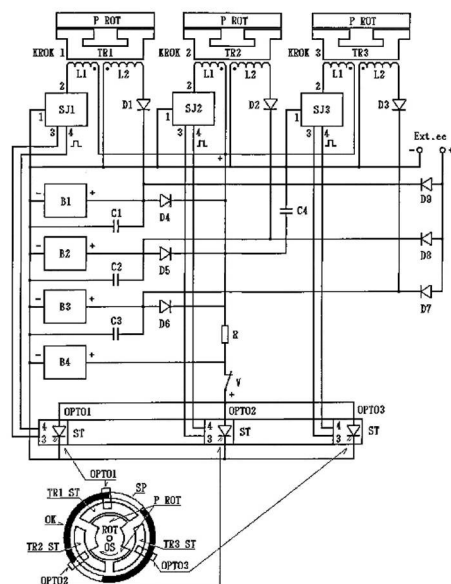 P ROT P ROT P ROT
KROK 1 TR1 KROK 2 TR2 KROK 3 TR3
L1 L2 L1 L2 L1 L2
2 D1 2 D2 2 D3
1 SJ1 1 SJ2 1 SJ3
3 4 3 4 3 4
Ext.ee
+ - +
- B1 + D9
C1 D4 C4
- B2 +
C2 D5 D8
- B3 +
C3 D6 D7
R
- B4 +
V
+
OPTO1 OPTO2 OPTO3
4 3 ST 4 3 ST 4 3 ST
OPTO1
TR1 ST SP
P ROT
OK
ROT
TR2 ST OS TR3 ST
OPTO2 OPTO3